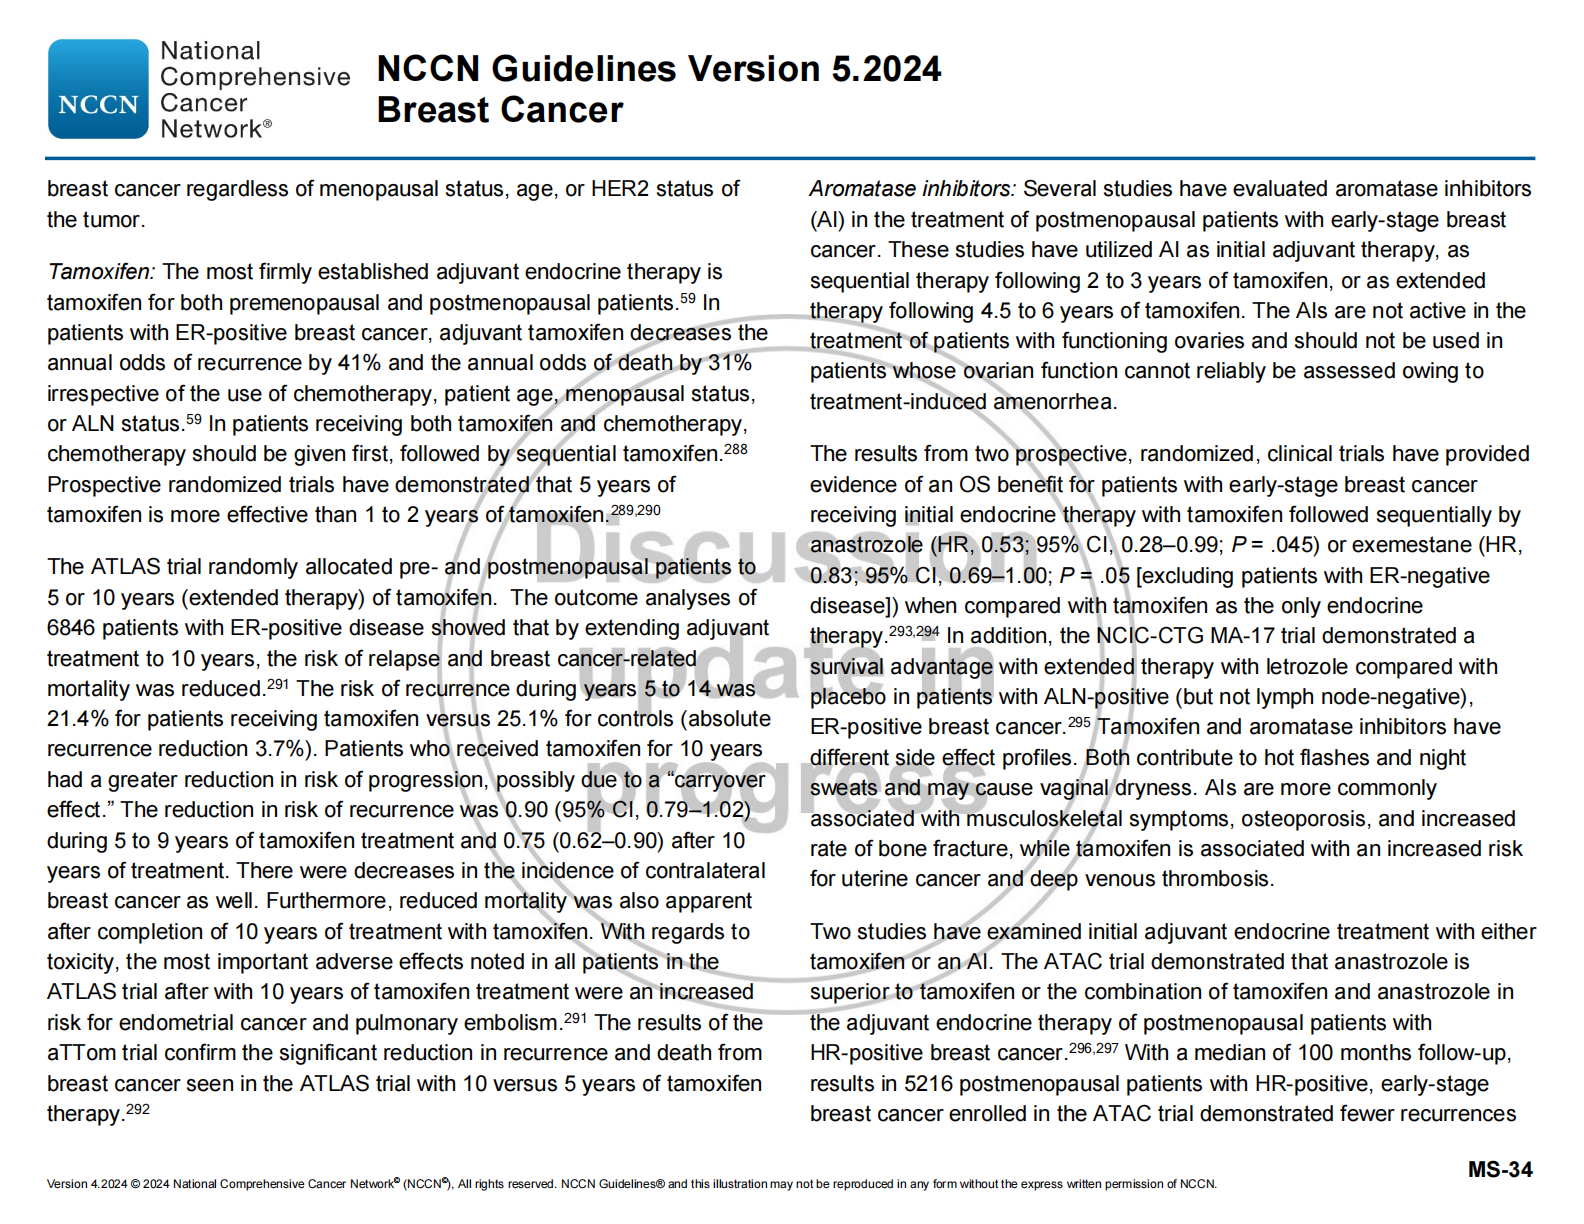 National
Comprehensive
Cancer
Network®
NCCN
NCCN Guidelines Version 5.2024
Breast Cancer
breast cancer regardless of menopausal status, age, or HER2 status of
the tumor.
Tamoxifen: The most firmly established adjuvant endocrine therapy is
tamoxifen for both premenopausal and postmenopausal patients.59 In
patients with ER-positive breast cancer, adjuvant tamoxifen decreases the
annual odds of recurrence by 41% and the annual odds of death by 31%
irrespective of the use of chemotherapy, patient age, menopausal status,
or ALN status.59 In patients receiving both tamoxifen and chemotherapy,
chemotherapy should be given first, followed by sequential tamoxifen.288
Prospective randomized trials have demonstrated that 5 years of
tamoxifen is more effective than 1 to 2 years of tamoxifen.289,290
The ATLAS trial randomly allocated pre- and postmenopausal patients to
5 or 10 years (extended therapy) of tamoxifen.  The outcome analyses of
6846 patients with ER-positive disease showed that by extending adjuvant
treatment to 10 years, the risk of relapse and breast cancer-related
mortality was reduced.291 The risk of recurrence during years 5 to 14 was
21.4% for patients receiving tamoxifen versus 25.1% for controls (absolute
recurrence reduction 3.7%). Patients who received tamoxifen for 10 years
had a greater reduction in risk of progression, possibly due to a “carryover
effect.” The reduction in risk of recurrence was 0.90 (95% CI, 0.79–1.02)
during 5 to 9 years of tamoxifen treatment and 0.75 (0.62–0.90) after 10
years of treatment. There were decreases in the incidence of contralateral
breast cancer as well. Furthermore, reduced mortality was also apparent
after completion of 10 years of treatment with tamoxifen. With regards to
toxicity, the most important adverse effects noted in all patients in the
ATLAS trial after with 10 years of tamoxifen treatment were an increased
risk for endometrial cancer and pulmonary embolism.291 The results of the
aTTom trial confirm the significant reduction in recurrence and death from
breast cancer seen in the ATLAS trial with 10 versus 5 years of tamoxifen
therapy.292
Aromatase inhibitors: Several studies have evaluated aromatase inhibitors
(AI) in the treatment of postmenopausal patients with early-stage breast
cancer. These studies have utilized AI as initial adjuvant therapy, as
sequential therapy following 2 to 3 years of tamoxifen, or as extended
therapy following 4.5 to 6 years of tamoxifen. The AIs are not active in the
treatment of patients with functioning ovaries and should not be used in
patients whose ovarian function cannot reliably be assessed owing to
treatment-induced amenorrhea.
The results from two prospective, randomized, clinical trials have provided
evidence of an OS benefit for patients with early-stage breast cancer
receiving initial endocrine therapy with tamoxifen followed sequentially by
anastrozole (HR, 0.53; 95% CI, 0.28–0.99; P = .045) or exemestane (HR,
0.83; 95% CI, 0.69–1.00; P = .05 [excluding patients with ER-negative
disease]) when compared with tamoxifen as the only endocrine
therapy.293,294 In addition, the NCIC-CTG MA-17 trial demonstrated a
survival advantage with extended therapy with letrozole compared with
placebo in patients with ALN-positive (but not lymph node-negative),
ER-positive breast cancer.295 Tamoxifen and aromatase inhibitors have
different side effect profiles. Both contribute to hot flashes and night
sweats and may cause vaginal dryness. AIs are more commonly
associated with musculoskeletal symptoms, osteoporosis, and increased
rate of bone fracture, while tamoxifen is associated with an increased risk
for uterine cancer and deep venous thrombosis.
Two studies have examined initial adjuvant endocrine treatment with either
tamoxifen or an AI. The ATAC trial demonstrated that anastrozole is
superior to tamoxifen or the combination of tamoxifen and anastrozole in
the adjuvant endocrine therapy of postmenopausal patients with
HR-positive breast cancer.296,297 With a median of 100 months follow-up,
results in 5216 postmenopausal patients with HR-positive, early-stage
breast cancer enrolled in the ATAC trial demonstrated fewer recurrences
Discussion
update in
progress
MS-34
Version 4.2024 © 2024 National Comprehensive Cancer Network© (NCCN©), All rights reserved. NCCN Guidelines® and this illustration may not be reproduced in any form without the express written permission of NCCN.